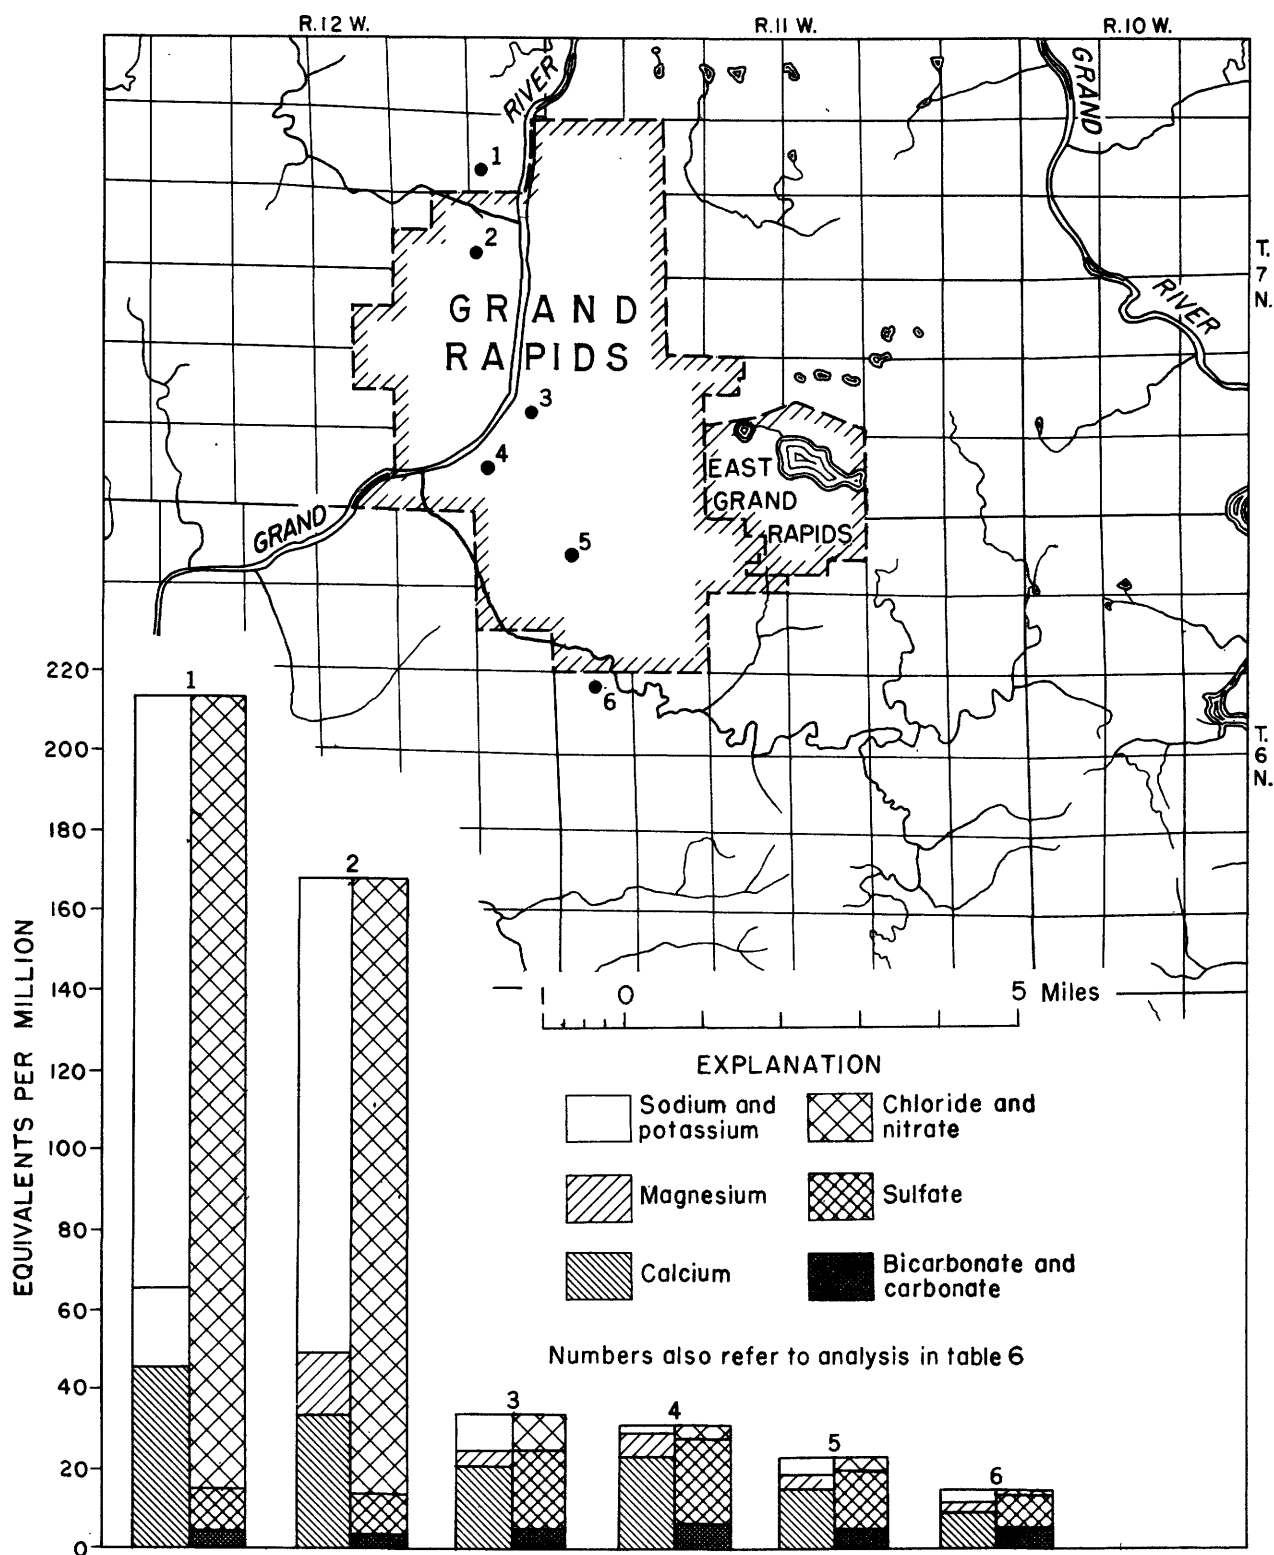 R.12 W.
R.11 W.
R.10 W.
RIVER
GRAND
RIVER
T.
7
N.
1
2
GRAND
RAPIDS
3
4
EAST
GRAND
RAPIDS
GRAND
5
6
T.
6
N.
EQUIVALENTS PER MILLION
220
200
180
160
140
120
100
80
60
40
20
0
1
2
3
4
5
6
1 0 5 Miles
EXPLANATION
Sodium and
potassium
Magnesium
Calcium
Chloride and
nitrate
Sulfate
Bicarbonate and
carbonate
Numbers also refer to analysis in table 6